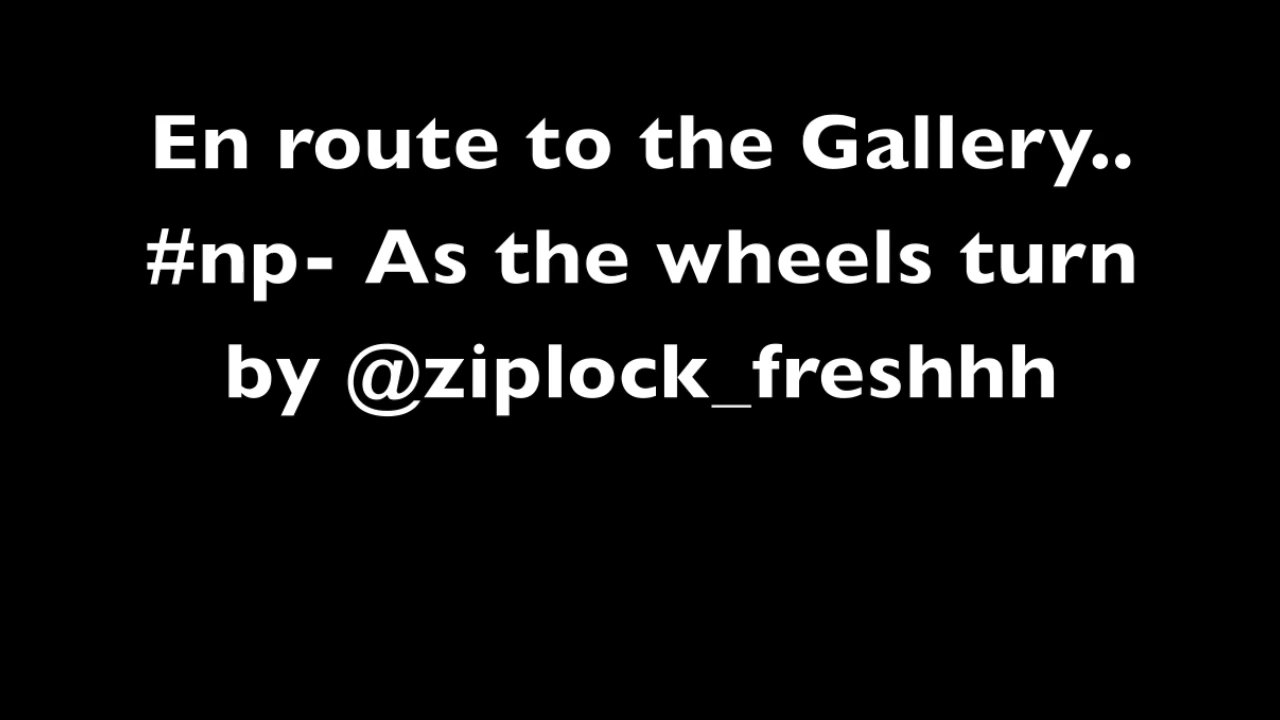 En route to the Gallery..
#np- As the wheels turn
by @ziplock_freshhh